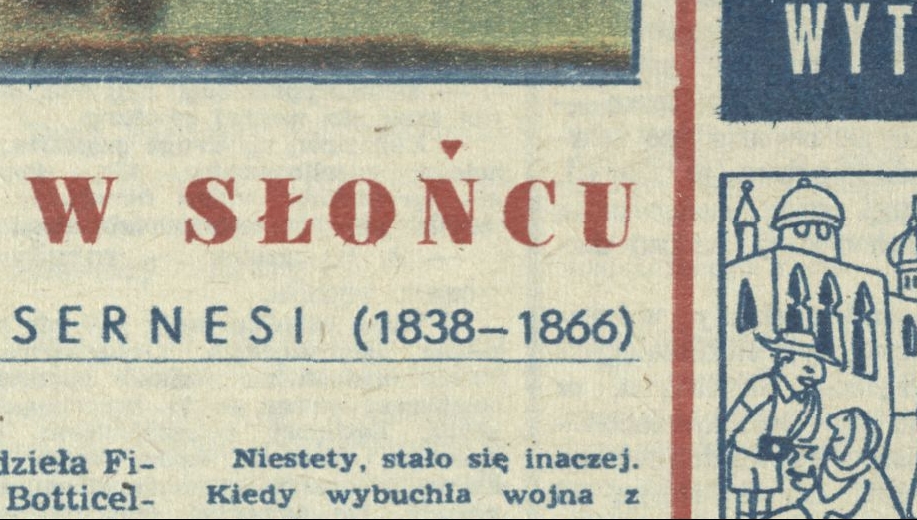 WYT
W SŁOŃCU
SERNESI (1838–1866)
dzieła Fi-
Botticel-
Niestety, stało się inaczej.
Kiedy wybuchła wojna z